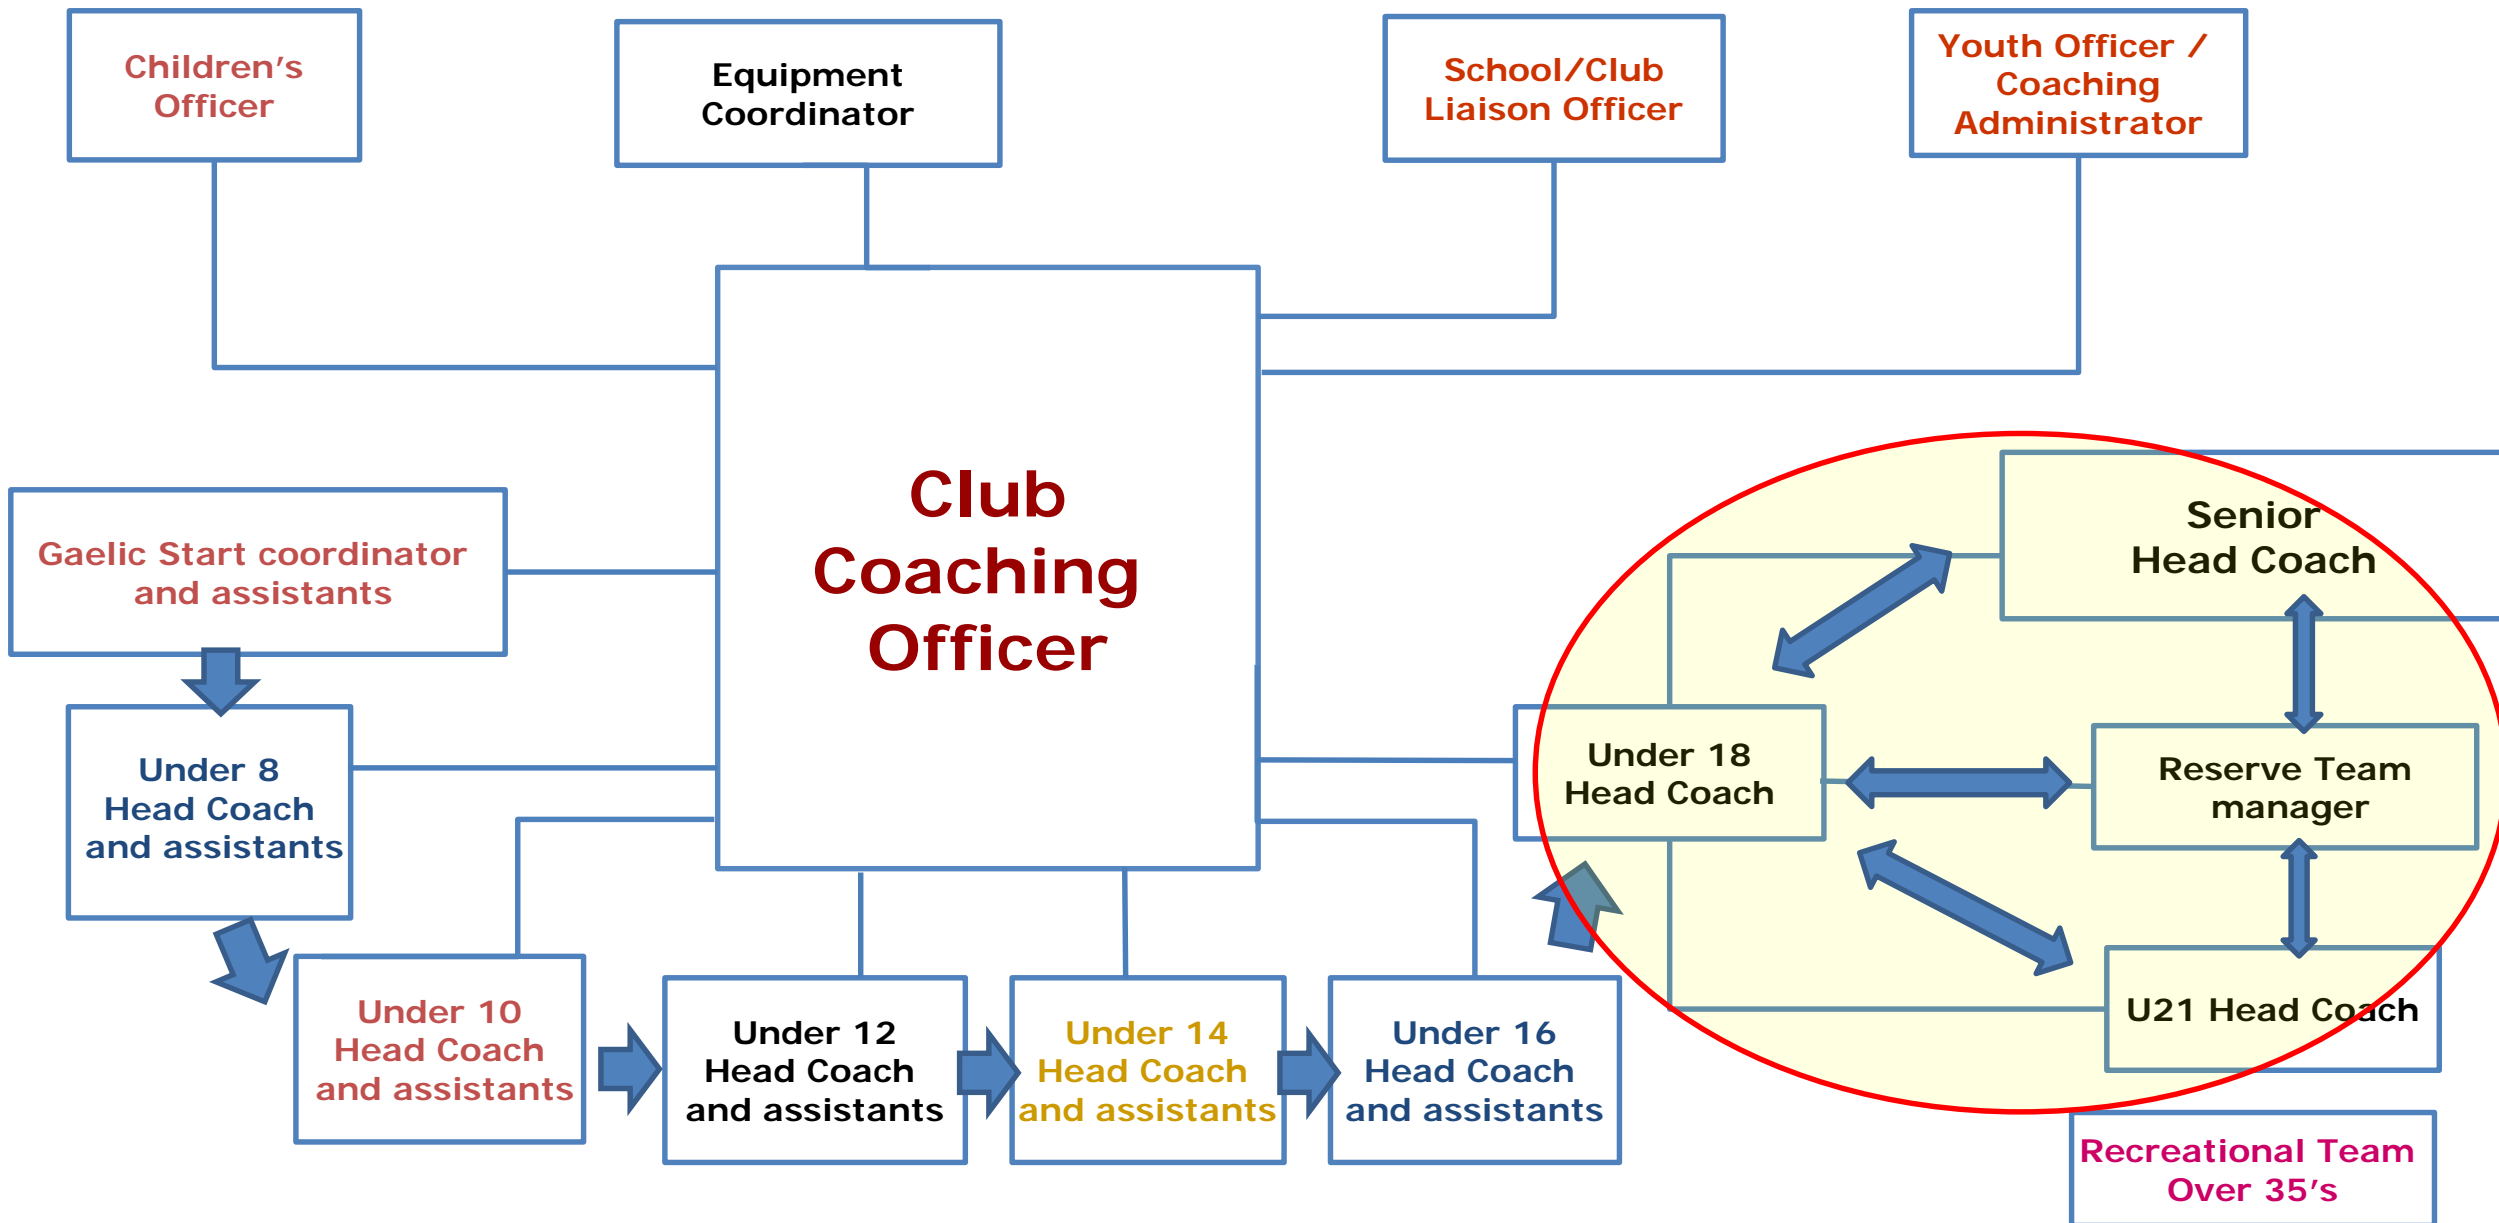 Children’s
Officer
Equipment
Coordinator
School/Club
Liaison Officer
Youth Officer /
Coaching
Administrator
Club
Coaching
Officer
Gaelic Start coordinator
and assistants
Senior
Head Coach
Under 8
Head Coach
and assistants
Under 18
Head Coach
Reserve Team
manager
Under 10
Head Coach
and assistants
Under 12
Head Coach
and assistants
Under 14
Head Coach
and assistants
Under 16
Head Coach
and assistants
U21 Head Coach
Recreational Team
Over 35’s